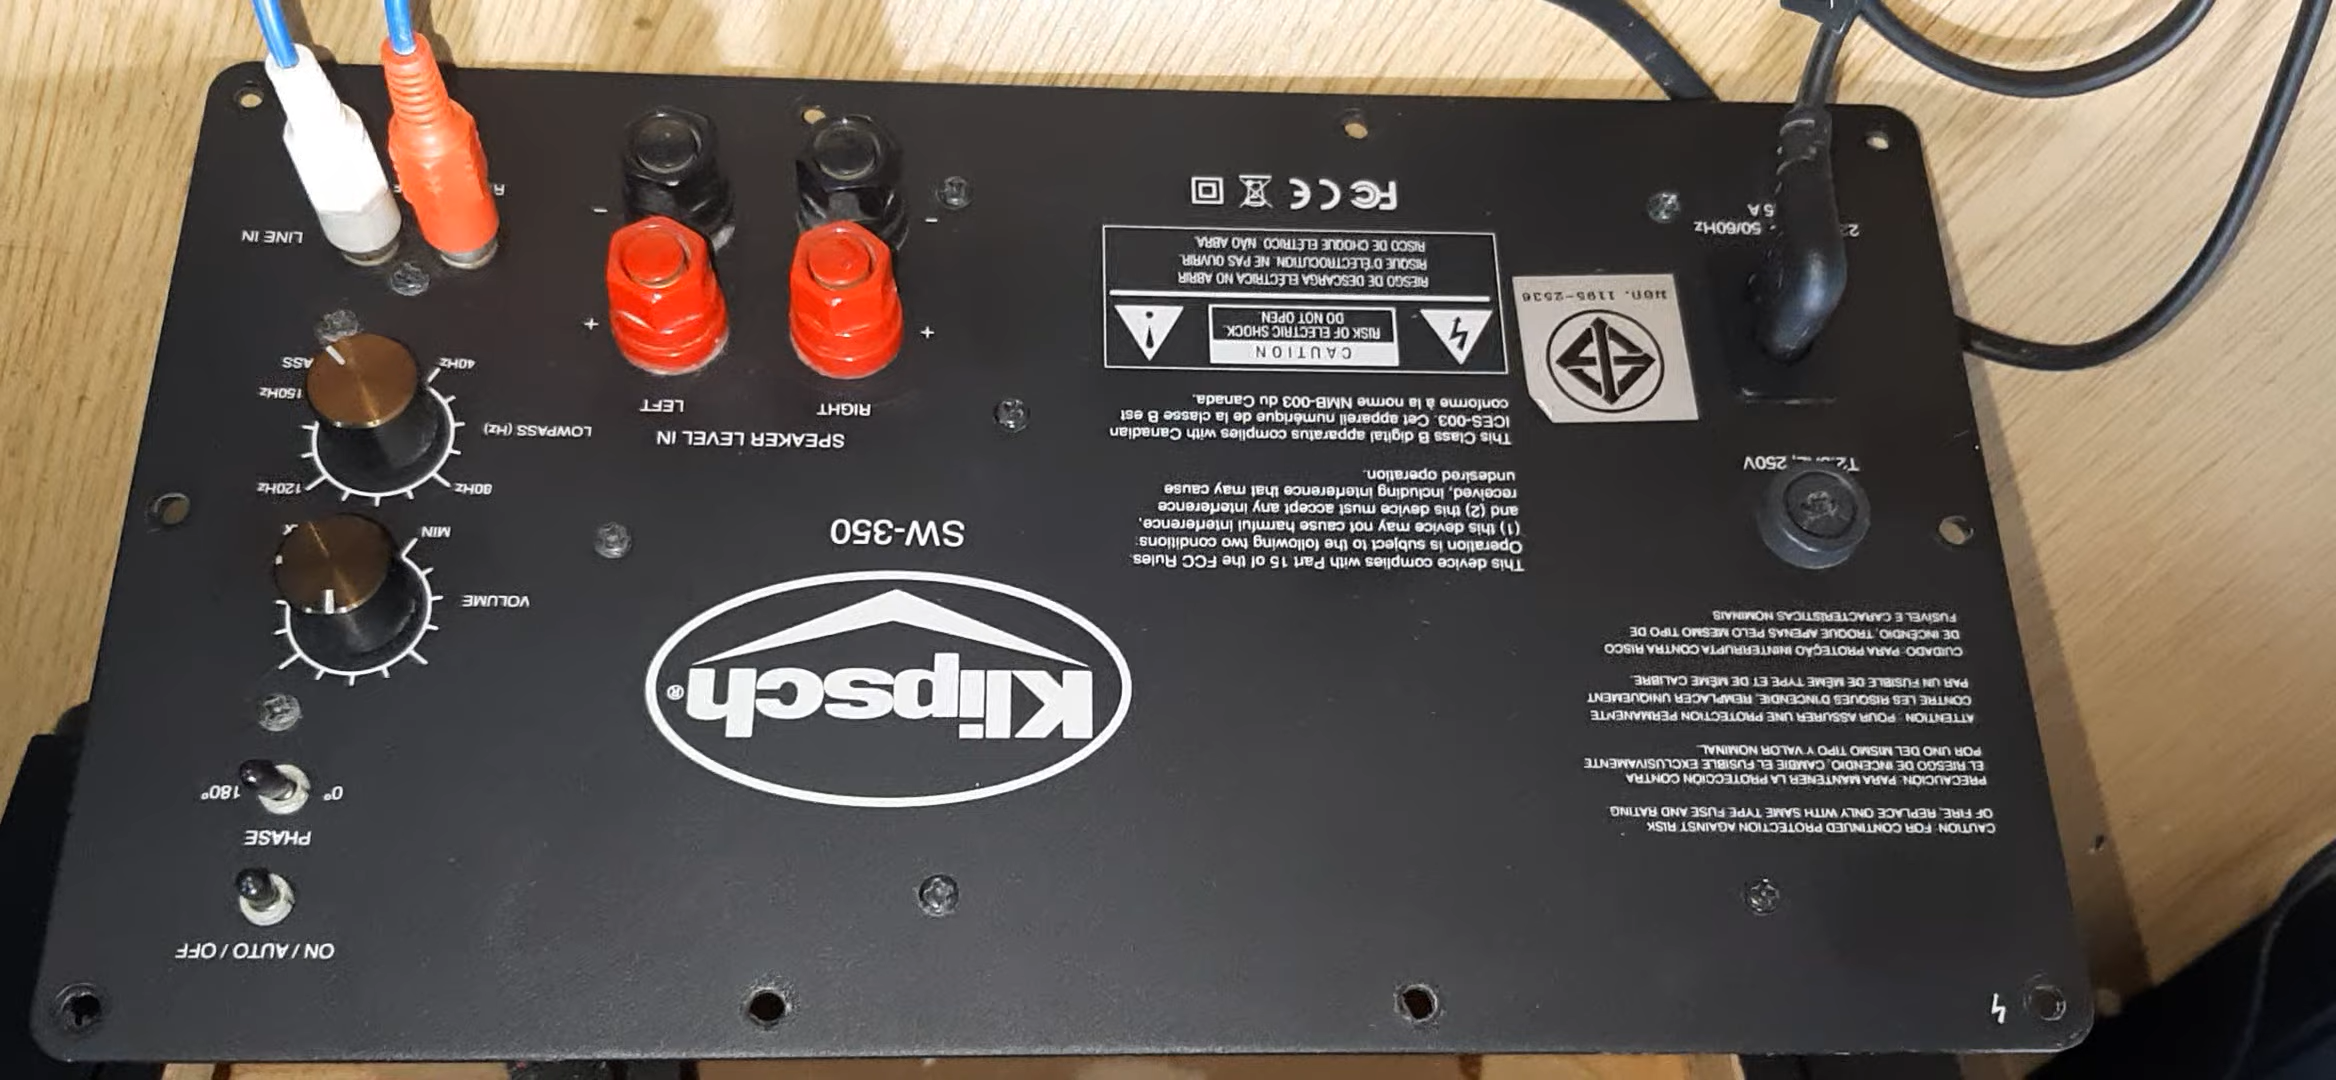 ON / AUTO / OFF
PHASE
0° 180°
VOLUME
MIN
80Hz 120Hz
LOWPASS (Hz)
150Hz
40Hz
LINE IN
Klipsch®
SW-350
SPEAKER LEVEL IN
RIGHT LEFT
+ +
- -
CAUTION: FOR CONTINUED PROTECTION AGAINST RISK
OF FIRE, REPLACE ONLY WITH SAME TYPE FUSE AND RATING
PRECAUCIÓN: PARA MANTENER LA PROTECCIÓN CONTRA
EL RIESGO DE INCENDIO, CAMBIE EL FUSIBLE EXCLUSIVAMENTE
POR UNO DEL MISMO TIPO Y VALOR NOMINAL.
ATTENTION : POUR ASSURER UNE PROTECTION PERMANENTE
CONTRE LES RISQUES D'INCENDIE, REMPLACER UNIQUEMENT
PAR UN FUSIBLE DE MÊME TYPE ET DE MÊME CALIBRE.
CUIDADO: PARA PROTEÇÃO ININTERRUPTA CONTRA RISCO
DE INCÊNDIO, TROQUE APENAS PELO MESMO TIPO DE
FUSÍVEL E CARACTERÍSTICAS NOMINAIS
This device complies with Part 15 of the FCC Rules.
Operation is subject to the following two conditions:
(1) this device may not cause harmful interference,
and (2) this device must accept any interference
received, including interference that may cause
undesired operation.
This Class B digital apparatus complies with Canadian
ICES-003. Cet appareil numérique de la classe B est
conforme à la norme NMB-003 du Canada.
CAUTION
RISK OF ELECTRIC SHOCK.
DO NOT OPEN.
RIESGO DE DESCARGA ELÉCTRICA NO ABRIR
RISQUE D'ÉLECTROCUTION. NE PAS OUVRIR.
RISCO DE CHOQUE ELÉTRICO. NÃO ABRA.
FC CE
250V
มอก. 1195-2536
50/60Hz